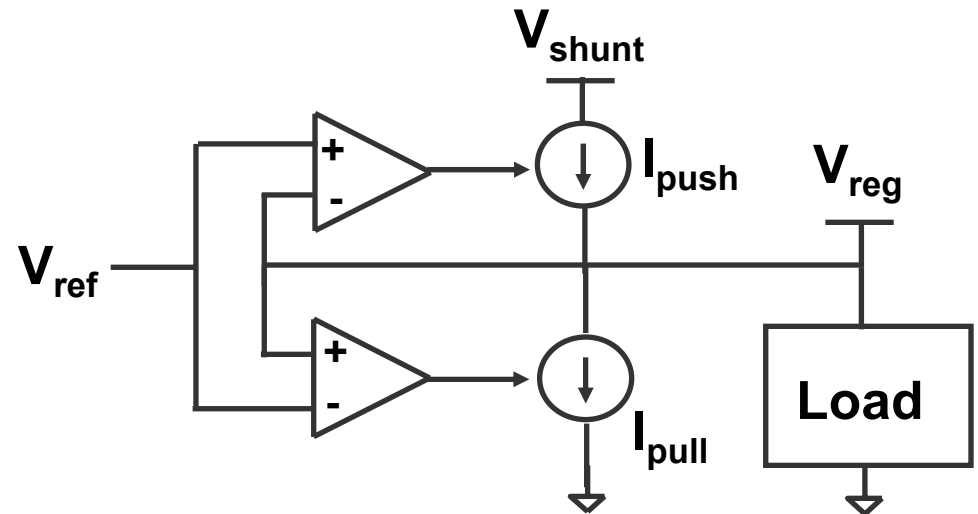 V_shunt
+
-
I_push
V_reg
V_ref
+
-
I_pull
Load